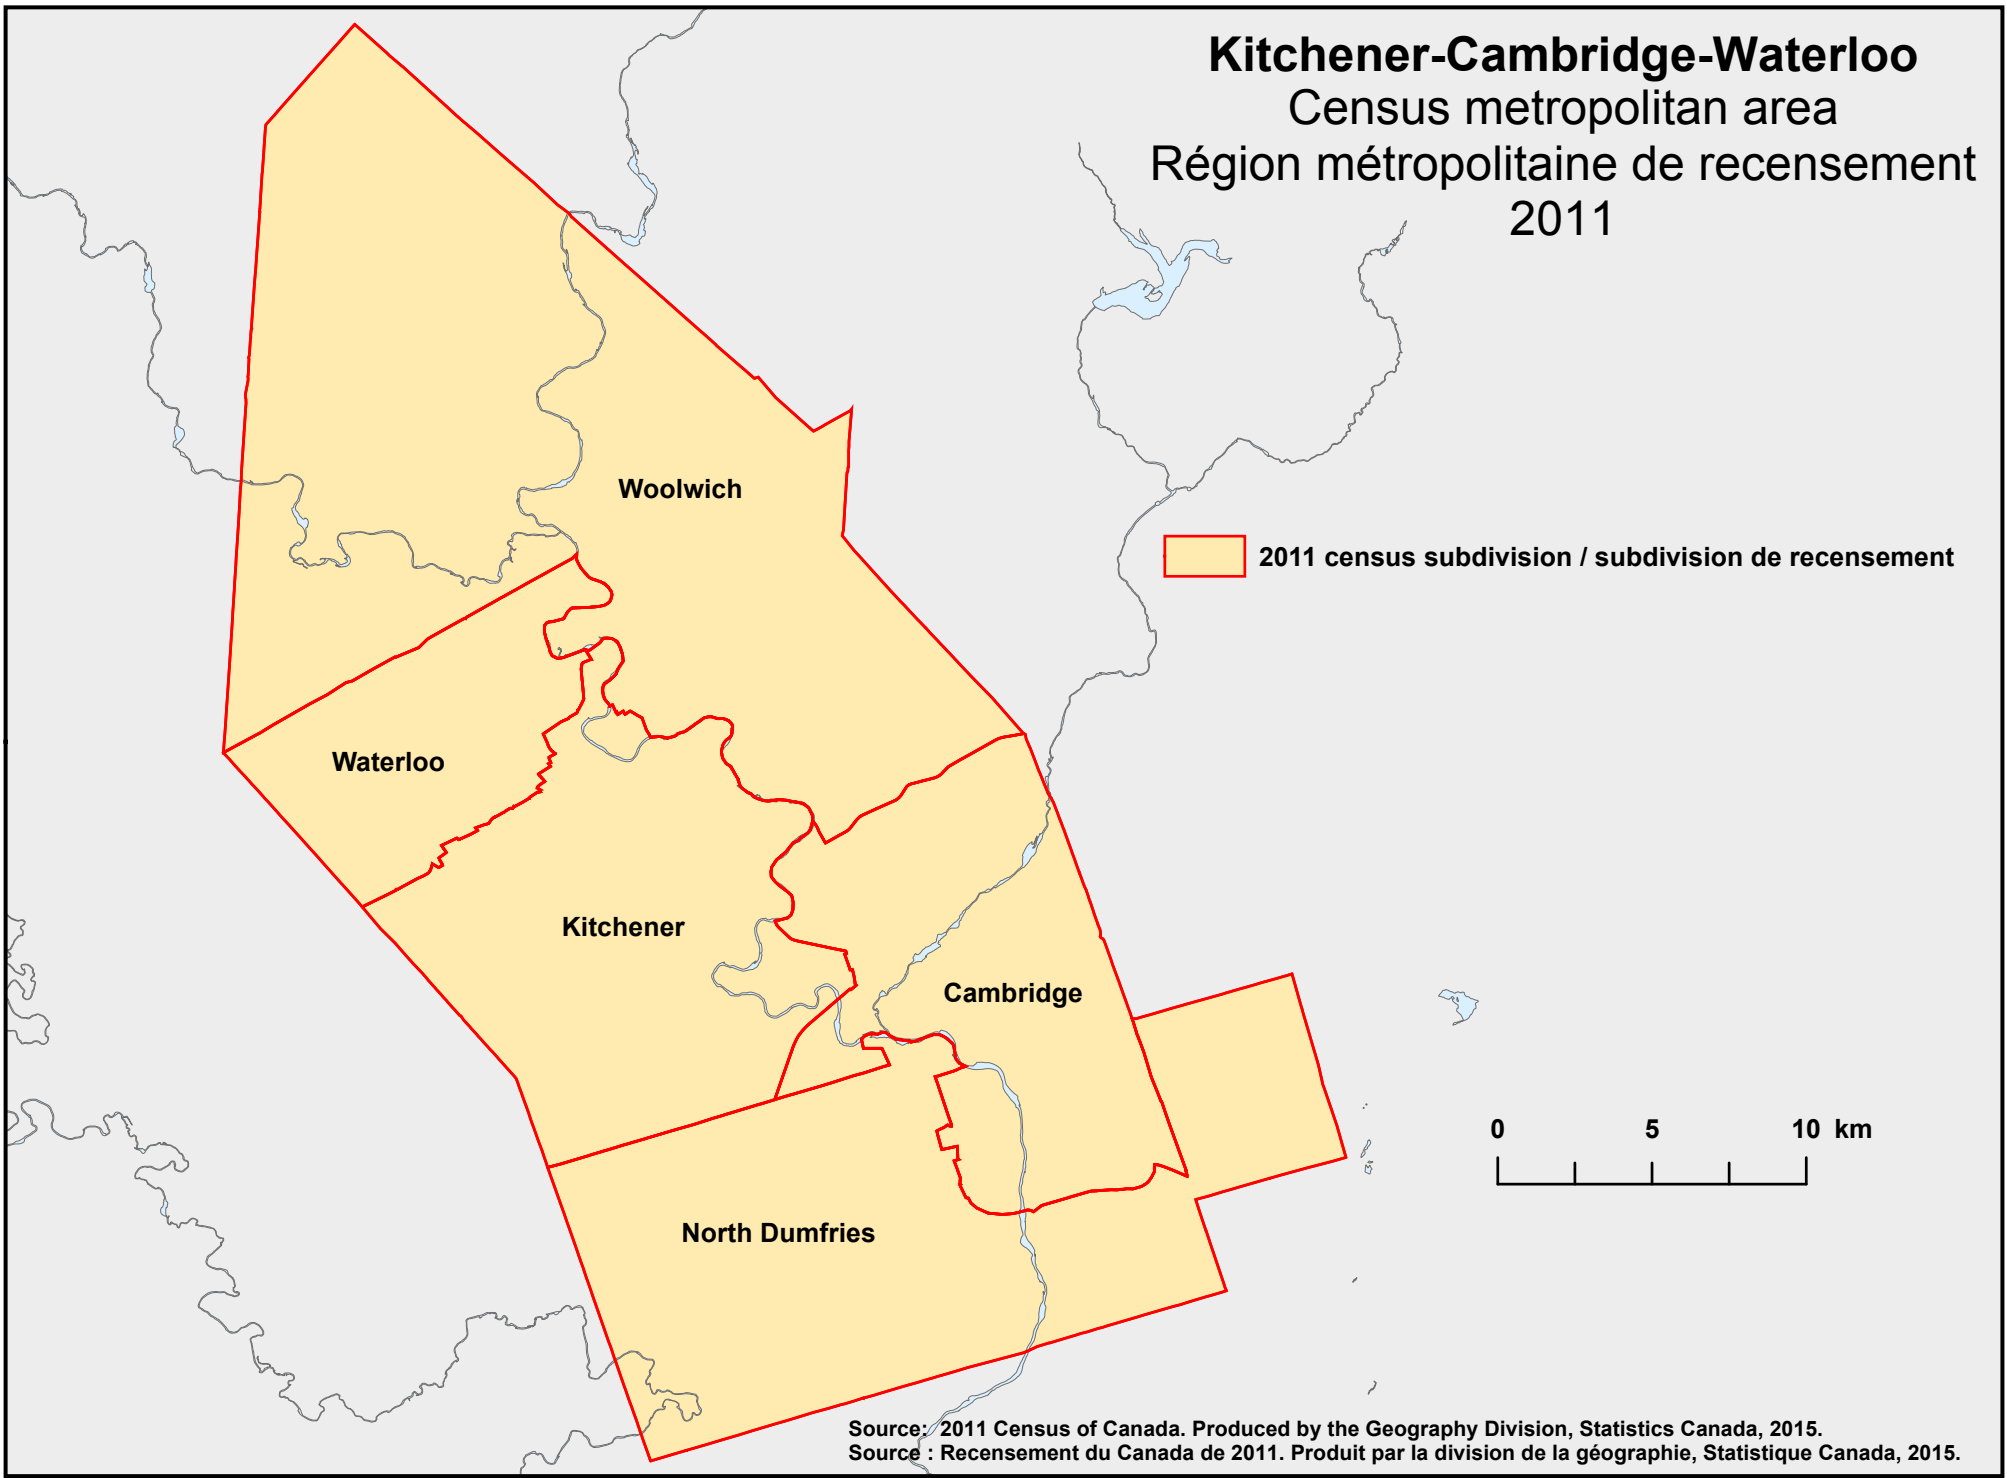 Kitchener-Cambridge-Waterloo
Census metropolitan area
Région métropolitaine de recensement
2011
Woolwich
2011 census subdivision / subdivision de recensement
Waterloo
Kitchener
Cambridge
0 5 10 km
North Dumfries
Source: 2011 Census of Canada. Produced by the Geography Division, Statistics Canada, 2015.
Source : Recensement du Canada de 2011. Produit par la division de la géographie, Statistique Canada, 2015.